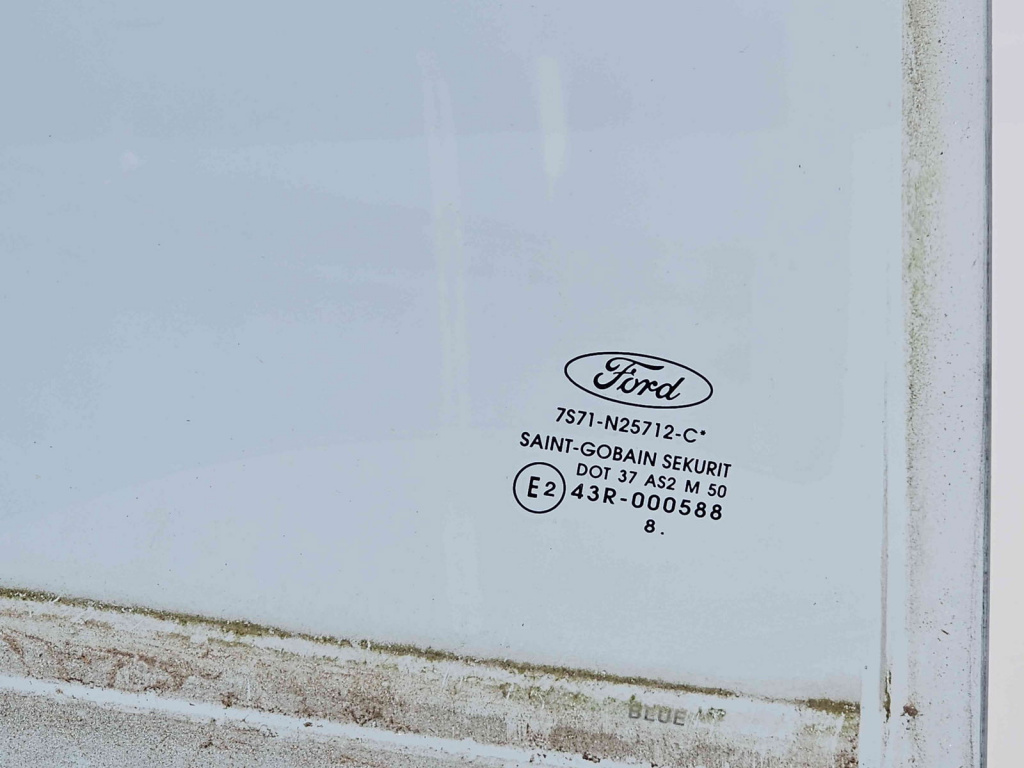 Ford
7S71-N25712-C*
SAINT-GOBAIN SEKURIT
DOT 37 AS2 M 50
E2 43R-000588
8.
BLUE